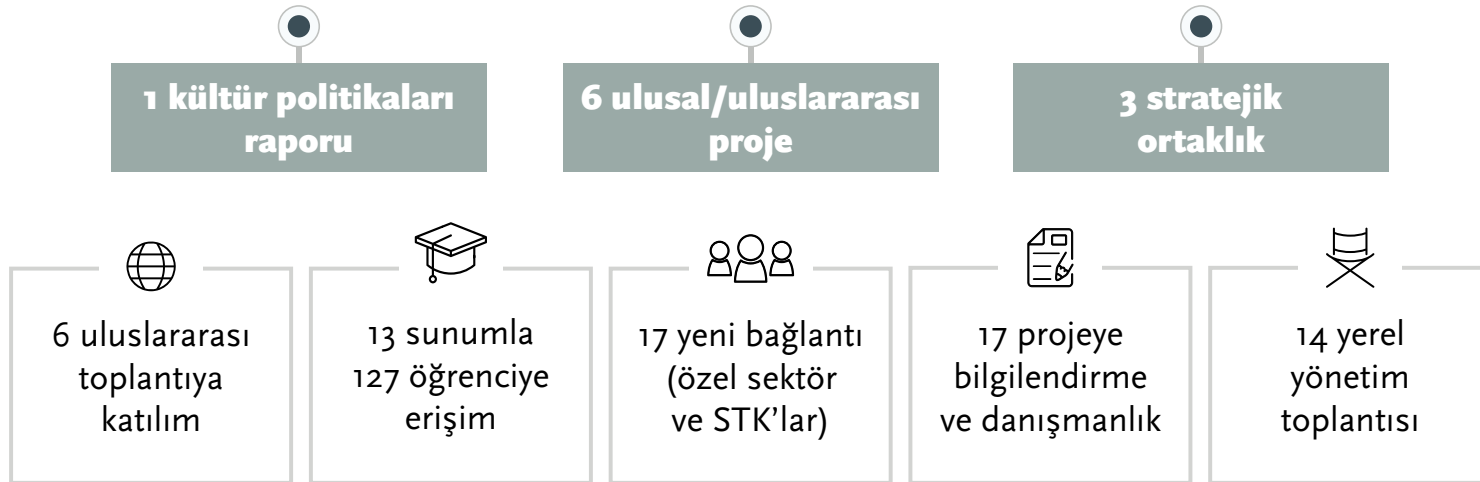 1 kültür politikaları
raporu
6 ulusal/uluslararası
proje
3 stratejik
ortaklık
6 uluslararası
toplantıya
katılım
13 sunumla
127 öğrenciye
erişim
17 yeni bağlantı
(özel sektör
ve STK’lar)
17 projeye
bilgilendirme
ve danışmanlık
14 yerel
yönetim
toplantısı